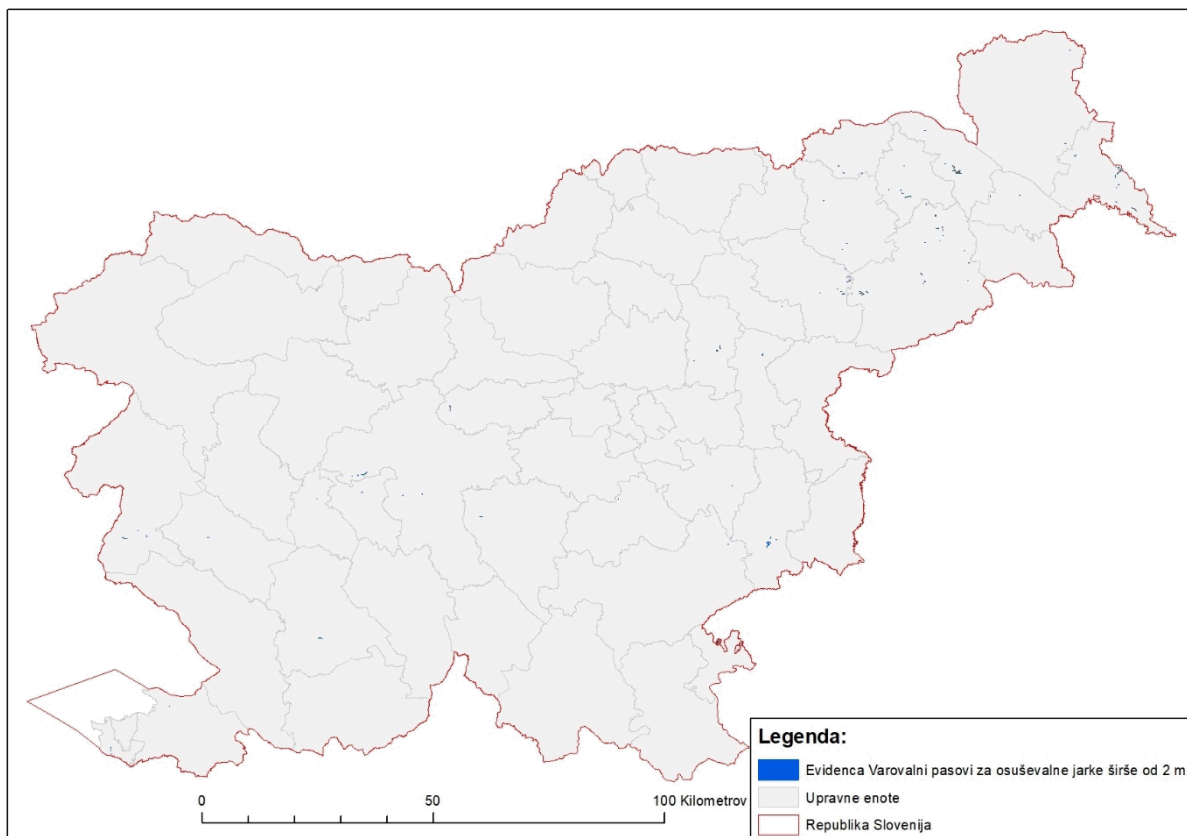 Legenda:
Evidenca Varovalni pasovi za osuševalne jarke širše od 2 m
Upravne enote
Republika Slovenija
0 50 100 Kilometrov